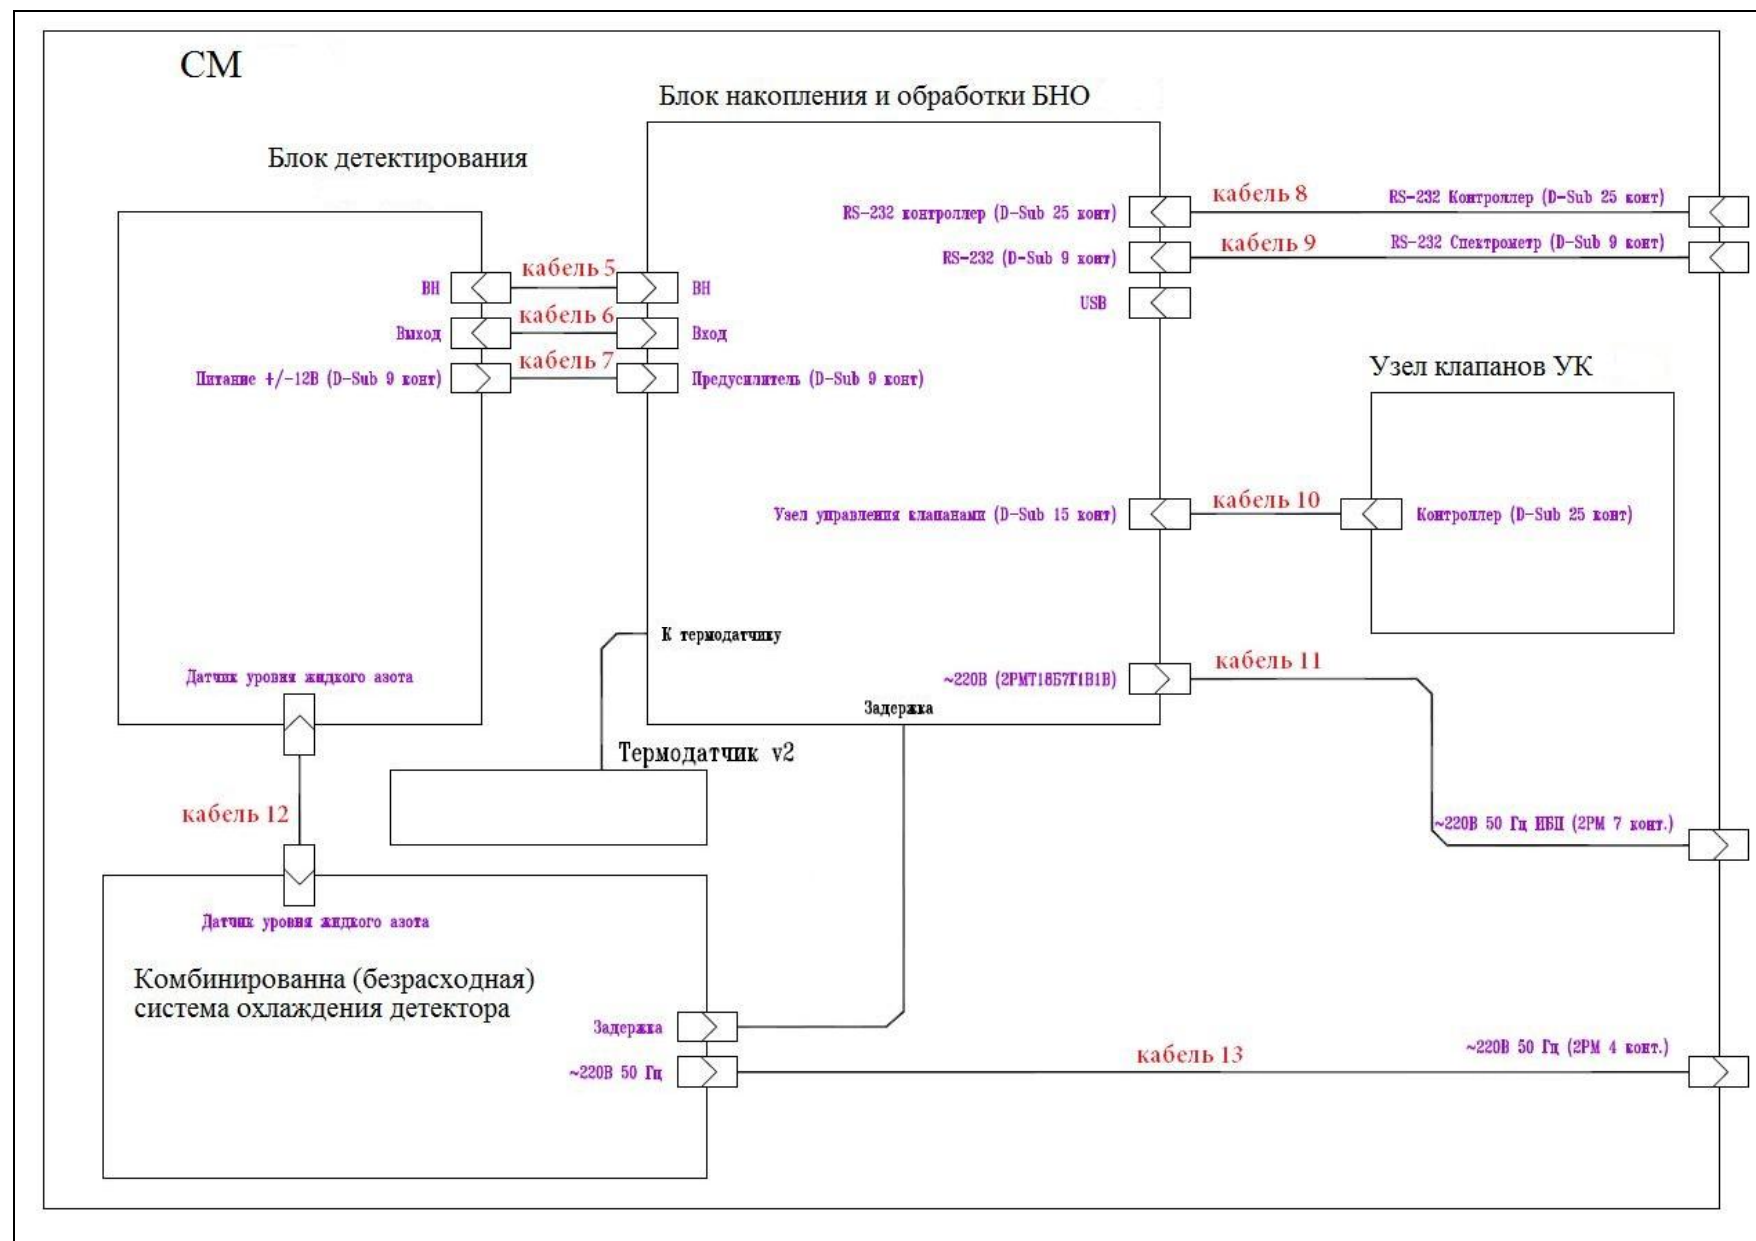 СМ
Блок накопления и обработки БНО
Блок детектирования
RS-232 контроллер (D-Sub 25 конт)
кабель 8
RS-232 Контроллер (D-Sub 25 конт)
RS-232 (D-Sub 9 конт)
кабель 9
RS-232 Спектрометр (D-Sub 9 конт)
USB
ВН
кабель 5
ВН
Выход
кабель 6
Вход
Питание +/-12В (D-Sub 9 конт)
кабель 7
Предусилитель (D-Sub 9 конт)
Узел клапанов УК
Узел управления клапанами (D-Sub 15 конт)
кабель 10
Контроллер (D-Sub 25 конт)
К термодатчику
~220В (2РМТ18Б7Г1В1В)
кабель 11
Датчик уровня жидкого азота
Задержка
Термодатчик v2
кабель 12
~220В 50 Гц ИБП (2РМ 7 конт.)
Датчик уровня жидкого азота
Комбинированна (безрасходная)
система охлаждения детектора
Задержка
~220В 50 Гц
кабель 13
~220В 50 Гц (2РМ 4 конт.)